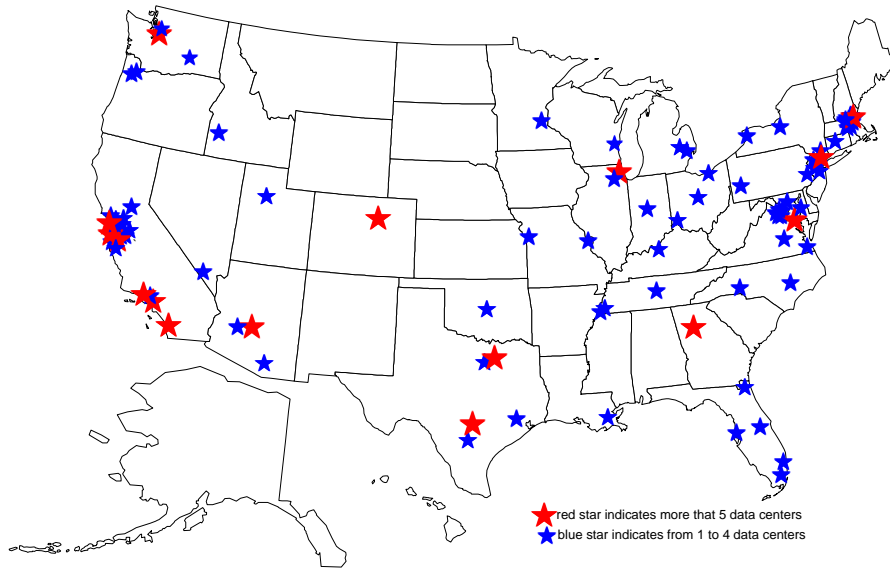 red star indicates more that 5 data centers
blue star indicates from 1 to 4 data centers